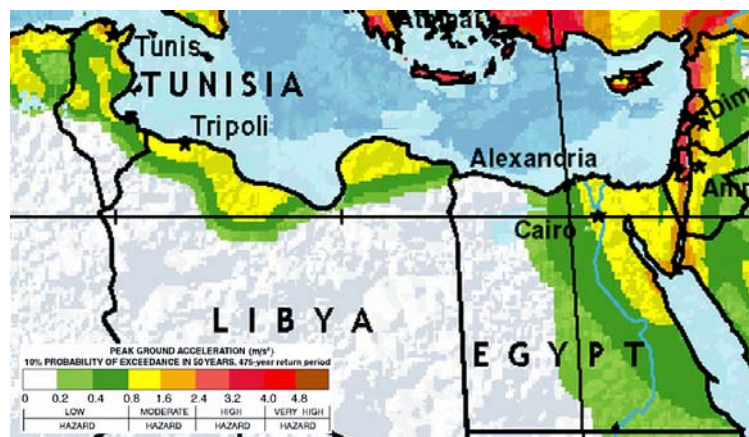 Tunis
TUNISIA
Tripoli
Alexandria
Cairo
LIBYA
EGYPT
PEAK GROUND ACCELERATION (m/s²)
10% PROBABILITY OF EXCEEDANCE IN 50 YEARS, 475-year return period
0 0.2 0.4 0.8 1.6 2.4 3.2 4.0 4.8
LOW MODERATE HIGH VERY HIGH
HAZARD HAZARD HAZARD HAZARD